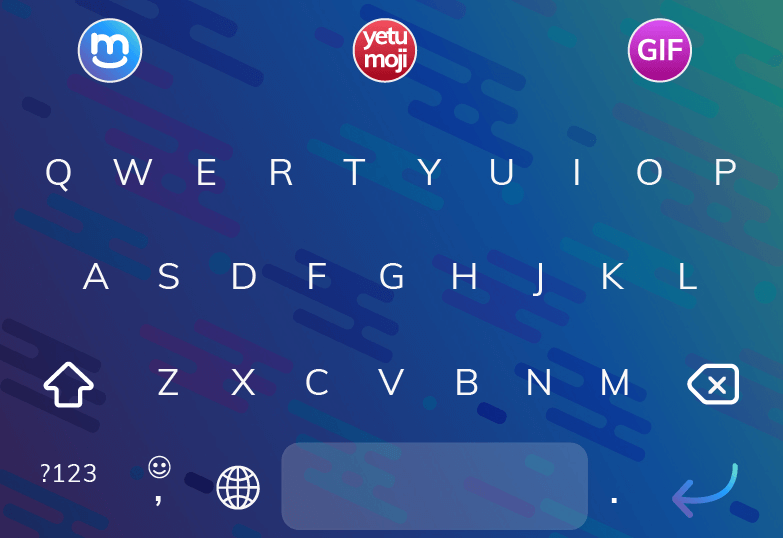 m
yetu
moji
GIF
Q W E R T Y U I O P
A S D F G H J K L
Z X C V B N M
?123 , .